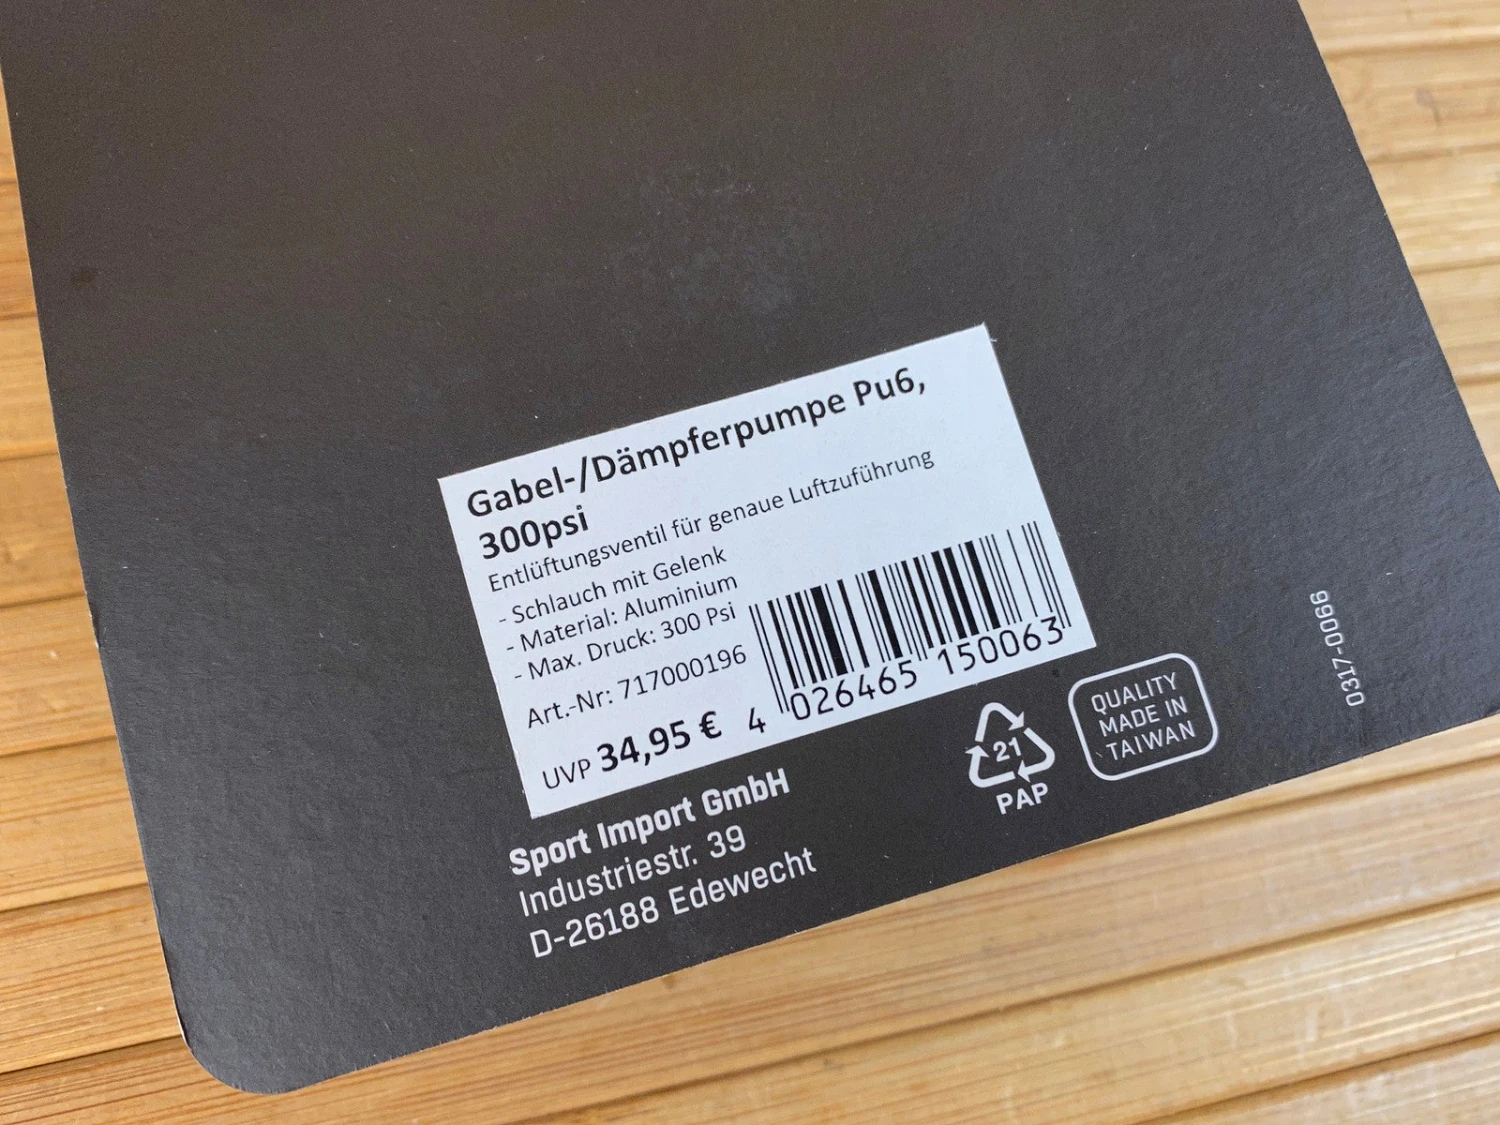 Gabel-/Dämpferpumpe Pu6,
300psi
Entlüftungsventil für genaue Luftzuführung
- Schlauch mit Gelenk
- Material: Aluminium
- Max. Druck: 300 Psi
Art.-Nr: 717000196
UVP 34,95 €
4 026465 150063
Sport Import GmbH
Industriestr. 39
D-26188 Edewecht
21
PAP
QUALITY
MADE IN
TAIWAN
0317-0066